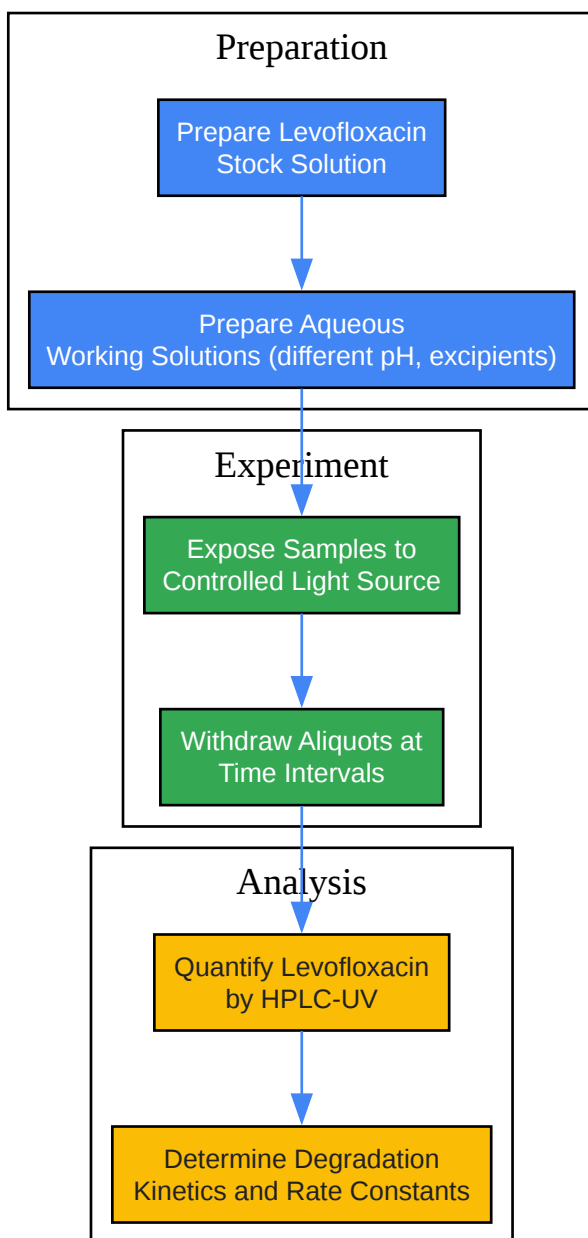 Preparation
Prepare Levofloxacin
Stock Solution
Prepare Aqueous
Working Solutions (different pH, excipients)
Experiment
Expose Samples to
Controlled Light Source
Withdraw Aliquots at
Time Intervals
Analysis
Quantify Levofloxacin
by HPLC-UV
Determine Degradation
Kinetics and Rate Constants